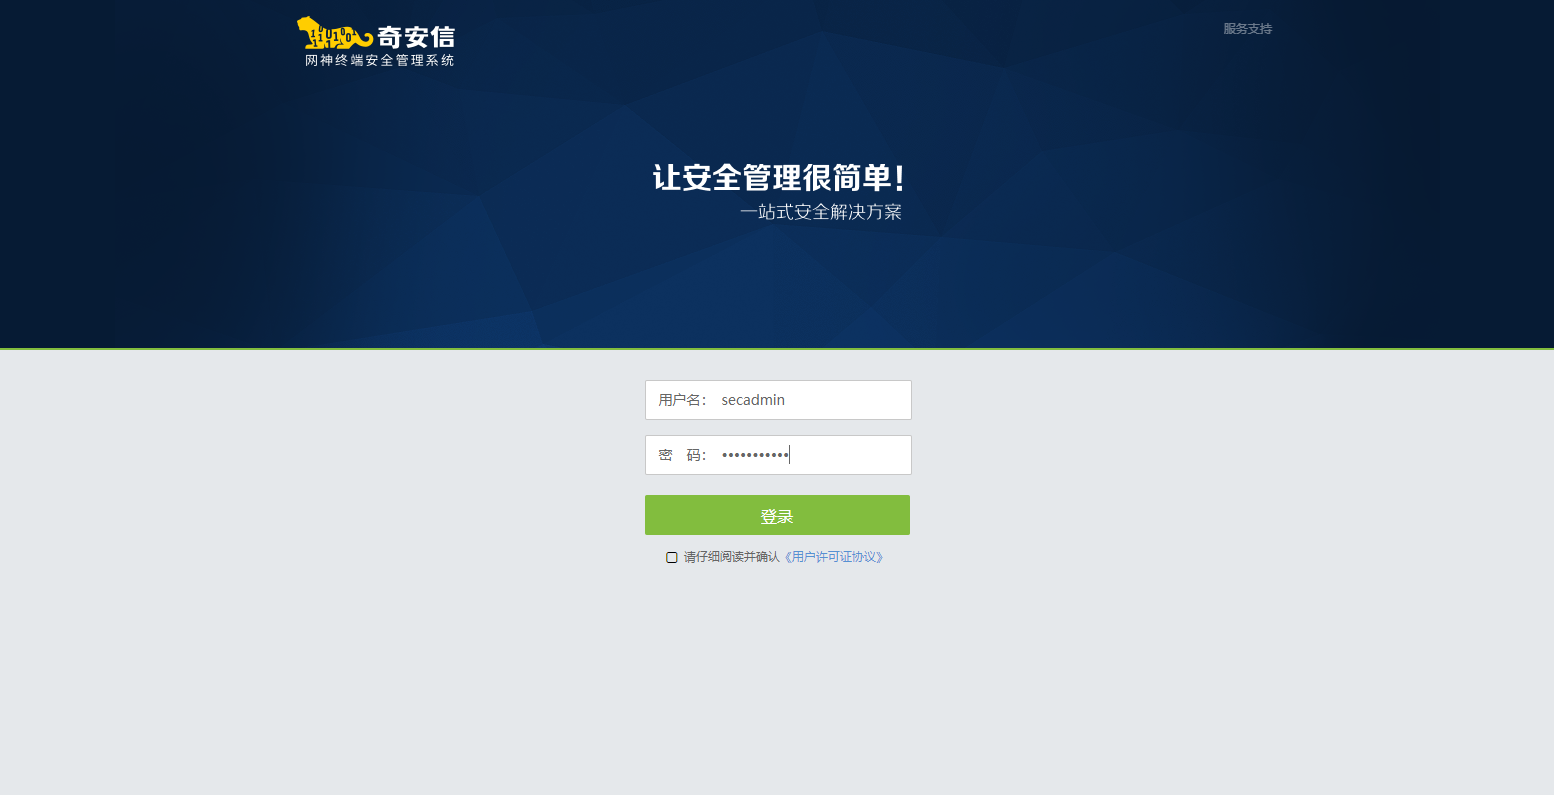 奇安信
服务支持
网神终端安全管理系统
让安全管理很简单!
一站式安全解决方案
用户名： secadmin
密 码： •••••••••••
登录
请仔细阅读并确认《用户许可证协议》